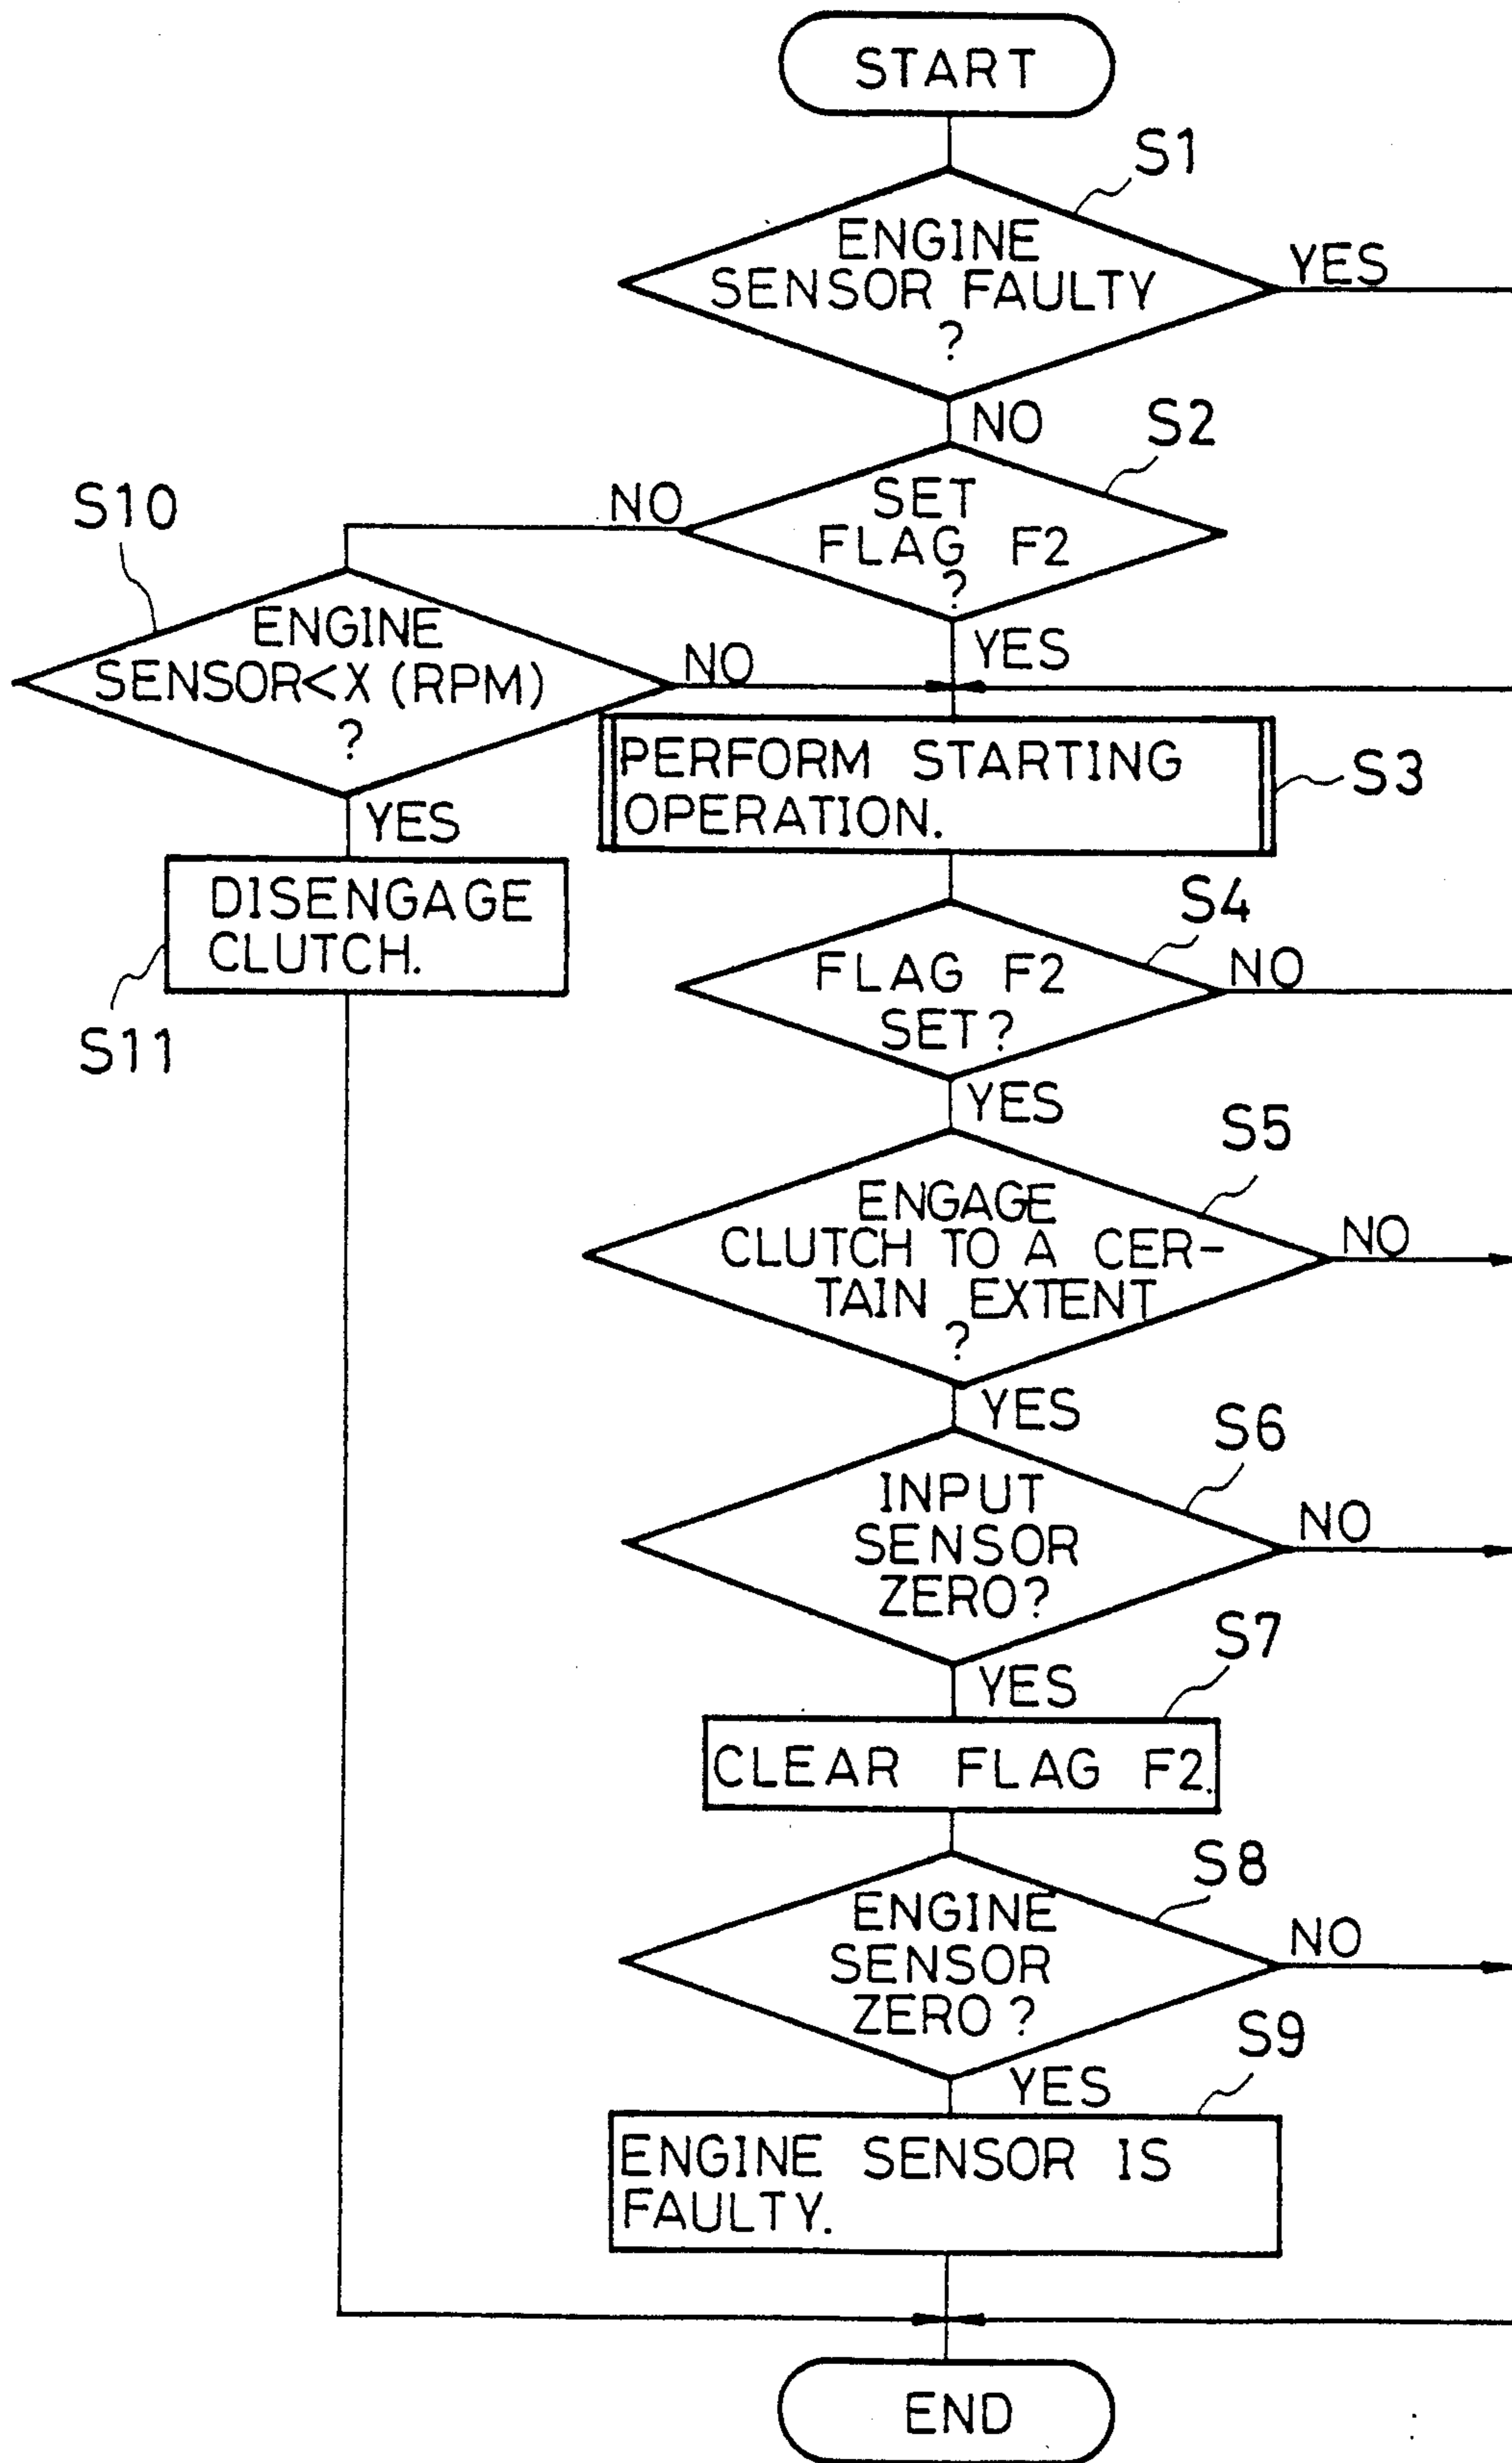 START
S1
ENGINE
SENSOR FAULTY
?
YES
NO
S2
SET
FLAG F2
?
NO
YES
S10
ENGINE
SENSOR<X (RPM)
?
NO
YES
PERFORM STARTING
OPERATION.
S3
DISENGAGE
CLUTCH.
S11
S4
FLAG F2
SET?
NO
YES
S5
ENGAGE
CLUTCH TO A CER-
TAIN EXTENT
?
NO
YES
S6
INPUT
SENSOR
ZERO?
NO
YES
S7
CLEAR FLAG F2.
S8
ENGINE
SENSOR
ZERO?
NO
YES
S9
ENGINE SENSOR IS
FAULTY.
END